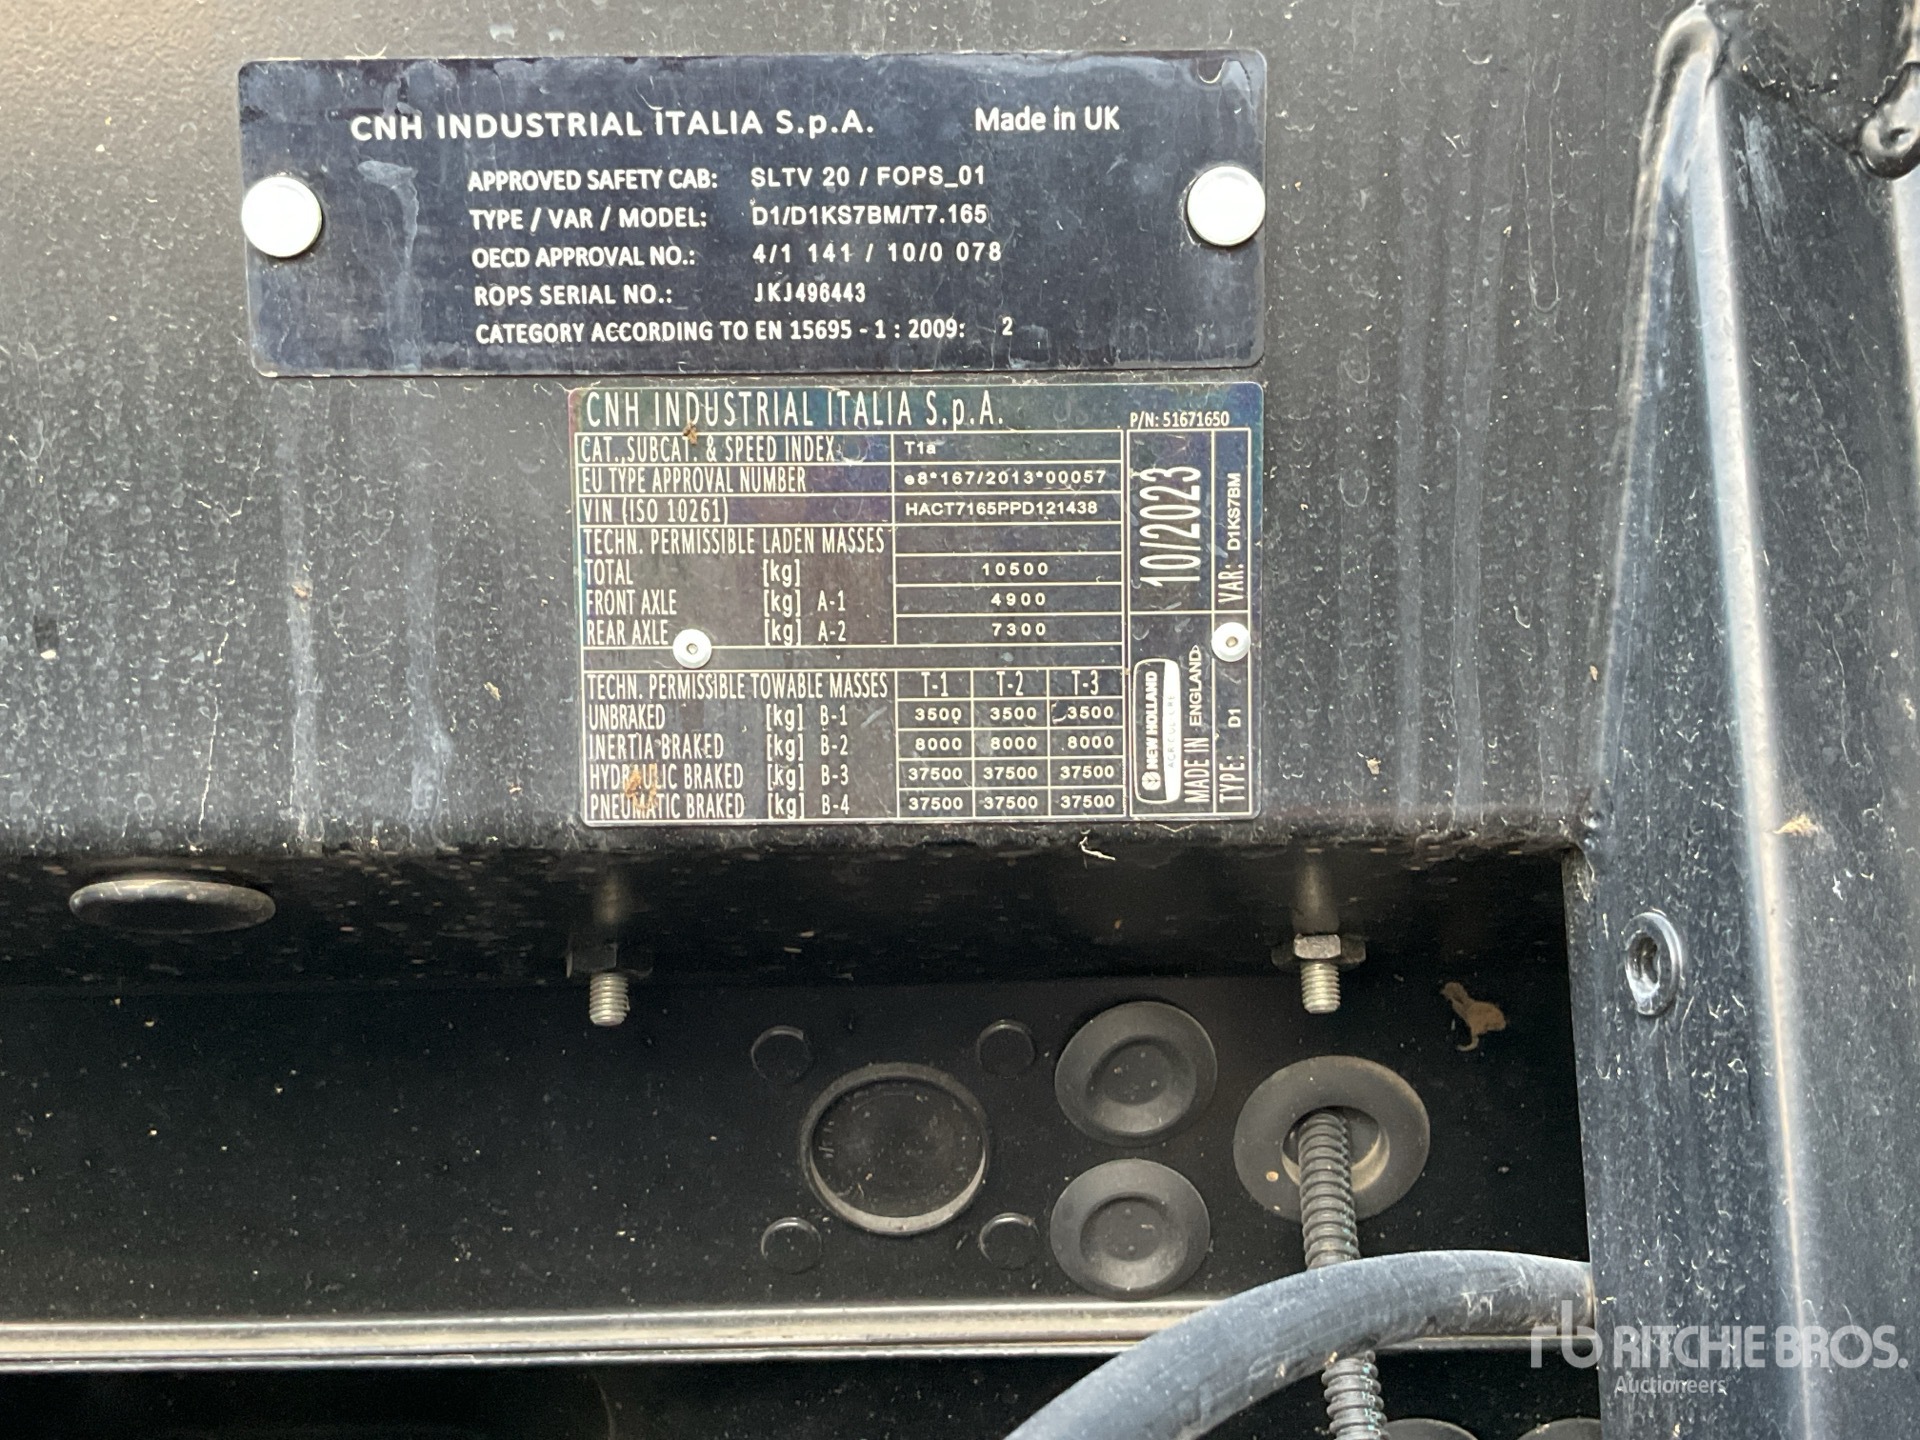 CNH INDUSTRIAL ITALIA S.p.A. Made in UK
APPROVED SAFETY CAB: SLTV 20 / FOPS_01
TYPE / VAR / MODEL: D1/D1KS7BM/T7.165
OECD APPROVAL NO.: 4/1 141 / 10/0 078
ROPS SERIAL NO.: JKJ496443
CATEGORY ACCORDING TO EN 15695 - 1 : 2009: 2
CNH INDUSTRIAL ITALIA S.p.A. P/N: 51671650
CAT.,SUBCAT. & SPEED INDEX T1a
EU TYPE APPROVAL NUMBER e8*167/2013*00057
VIN (ISO 10261) HACT7165PPD121438
TECHN. PERMISSIBLE LADEN MASSES
TOTAL [kg] 10500
FRONT AXLE [kg] A-1 4900
REAR AXLE [kg] A-2 7300
TECHN. PERMISSIBLE TOWABLE MASSES T-1 T-2 T-3
UNBRAKED [kg] B-1 3500 3500 3500
INERTIA BRAKED [kg] B-2 8000 8000 8000
HYDRAULIC BRAKED [kg] B-3 37500 37500 37500
PNEUMATIC BRAKED [kg] B-4 37500 37500 37500
10/2023
VAR: D1KS7BM
NEW HOLLAND
AGRICULTURE
MADE IN ENGLAND
TYPE: D1
rb RITCHIE BROS.
Auctioneers